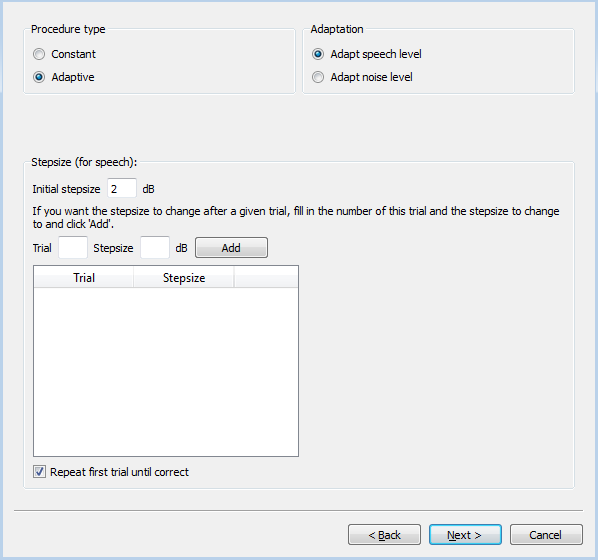 Procedure type
Constant
Adaptive
Adaptation
Adapt speech level
Adapt noise level
Stepsize (for speech):
Initial stepsize 2 dB
If you want the stepsize to change after a given trial, fill in the number of this trial and the stepsize to change
to and click 'Add'.
Trial Stepsize dB Add
Trial Stepsize
Repeat first trial until correct
< Back Next > Cancel